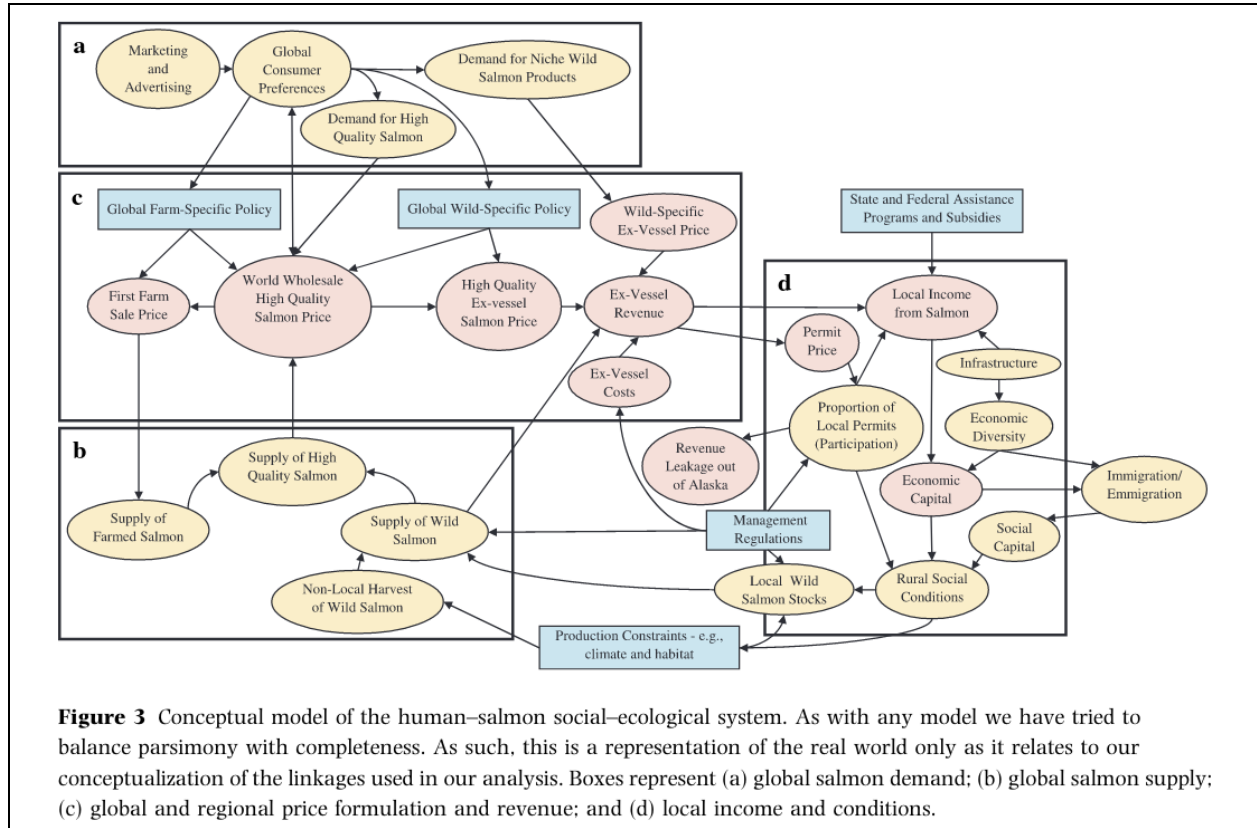 a
Marketing
and
Advertising
Global
Consumer
Preferences
Demand for Niche Wild
Salmon Products
Demand for High
Quality Salmon
c
Global Farm-Specific Policy
Global Wild-Specific Policy
Wild-Specific
Ex-Vessel Price
State and Federal Assistance
Programs and Subsidies
First Farm
Sale Price
World Wholesale
High Quality
Salmon Price
High Quality
Ex-vessel
Salmon Price
Ex-Vessel
Revenue
Ex-Vessel
Costs
d
Local Income
from Salmon
Permit
Price
Infrastructure
Proportion of
Local Permits
(Participation)
Economic
Diversity
Revenue
Leakage out
of Alaska
Economic
Capital
Immigration/
Emmigration
Management
Regulations
Social
Capital
Local Wild
Salmon Stocks
Rural Social
Conditions
b
Supply of High
Quality Salmon
Supply of
Farmed Salmon
Supply of Wild
Salmon
Non-Local Harvest
of Wild Salmon
Production Constraints - e.g.,
climate and habitat
Figure 3 Conceptual model of the human–salmon social–ecological system. As with any model we have tried to
balance parsimony with completeness. As such, this is a representation of the real world only as it relates to our
conceptualization of the linkages used in our analysis. Boxes represent (a) global salmon demand; (b) global salmon supply;
(c) global and regional price formulation and revenue; and (d) local income and conditions.